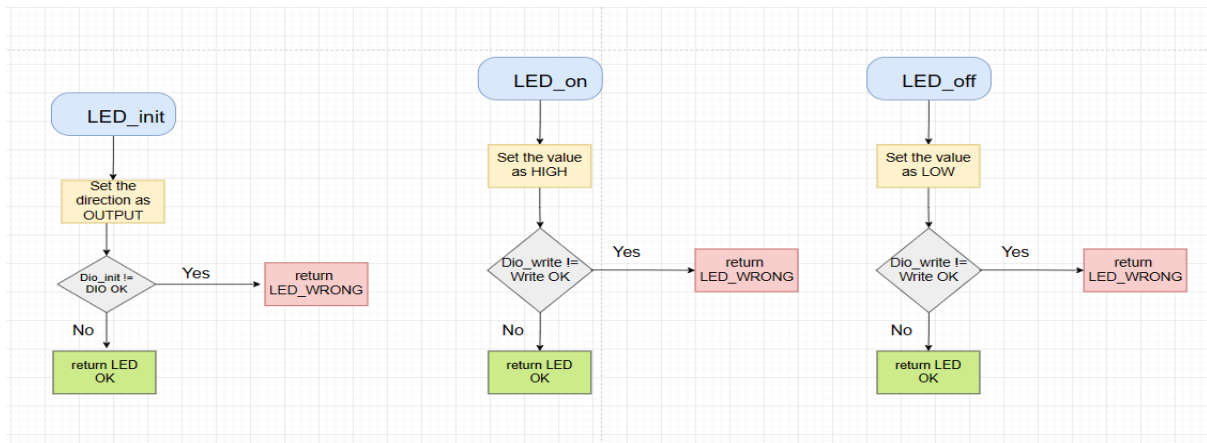 LED_init
Set the
direction as
OUTPUT
Dio_init !=
DIO OK
Yes
return
LED_WRONG
No
return LED
OK
LED_on
Set the value
as HIGH
Dio_write !=
Write OK
Yes
return
LED_WRONG
No
return LED
OK
LED_off
Set the value
as LOW
Dio_write !=
Write OK
Yes
return
LED_WRONG
No
return LED
OK